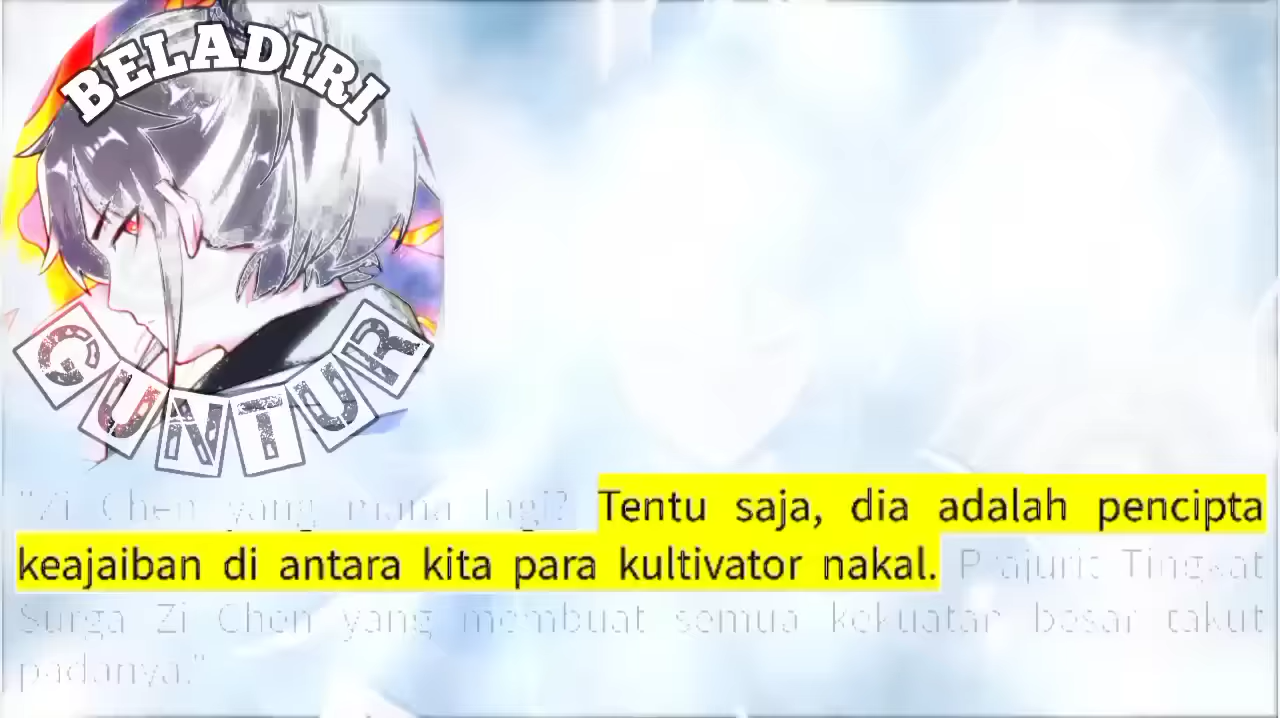 BELADIRI
GUNTUR
"Zi Chen yang mana lagi? Tentu saja, dia adalah pencipta
keajaiban di antara kita para kultivator nakal. Prajurit Tingkat
Surga Zi Chen yang membuat semua kekuatan besar takut
padanya."